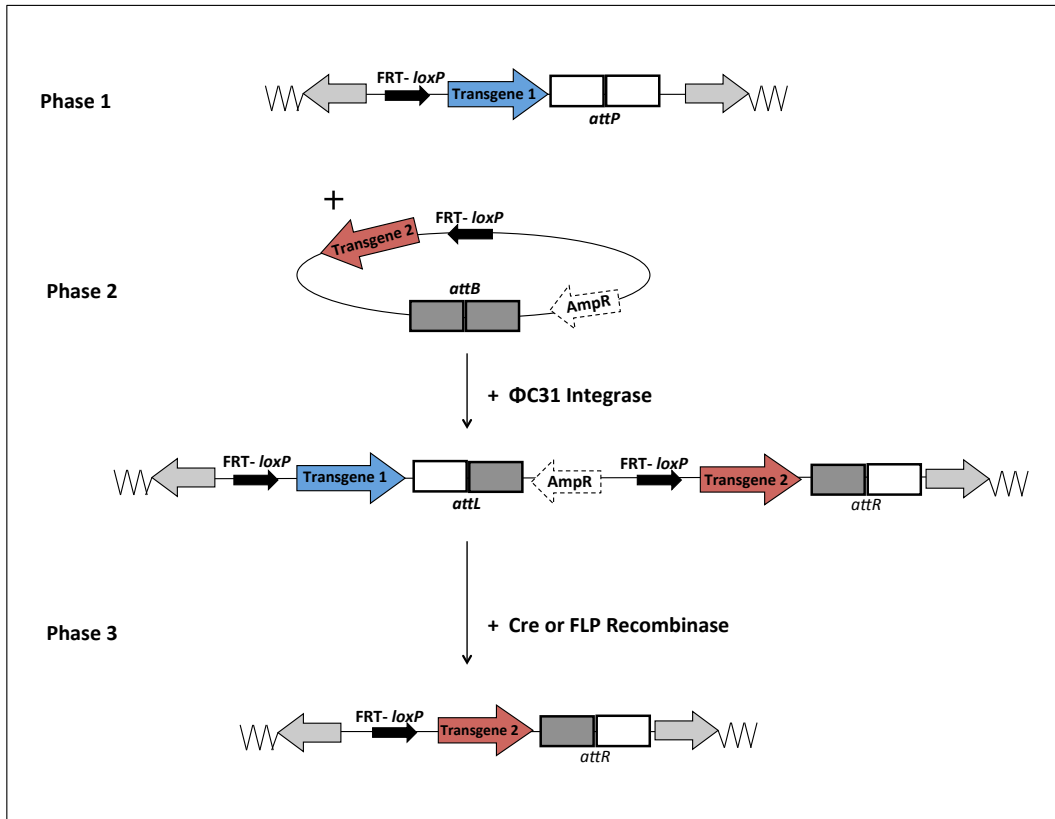 FRT- loxP
Phase 1
Transgene 1
attP
+
FRT- loxP
Transgene 2
Phase 2
attB
AmpR
+ ΦC31 Integrase
FRT- loxP
FRT- loxP
Transgene 1
AmpR
Transgene 2
attL
attR
+ Cre or FLP Recombinase
Phase 3
FRT- loxP
Transgene 2
attR